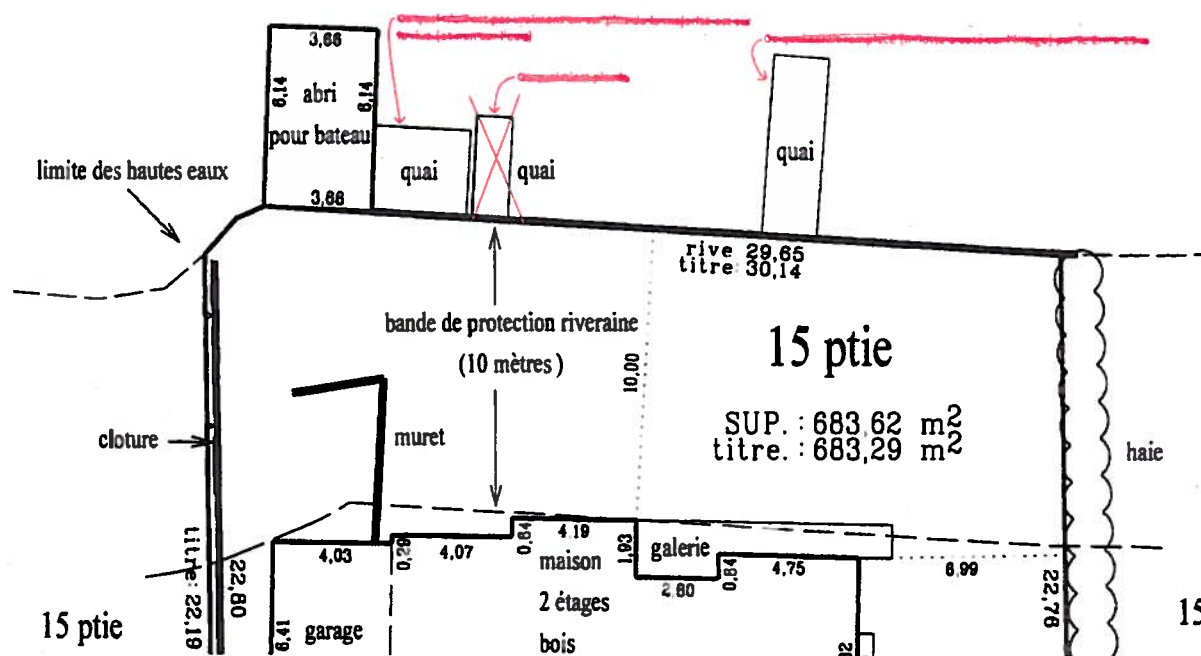 3,66
6,14
abri
6,14
pour bateau
3,66
quai
quai
quai
limite des hautes eaux
rive 29,65
titre: 30,14
bande de protection riveraine
(10 mètres)
10,00
15 ptie
SUP. : 683,62 m2
titre. : 683,29 m2
cloture
muret
haie
4,03
0,29
4,07
0,64
4,19
1,93
galerie
2,60
0,64
4,75
6,99
maison
2 étages
bois
titre: 22,19
22,80
22,76
15 ptie
6,41
garage
15